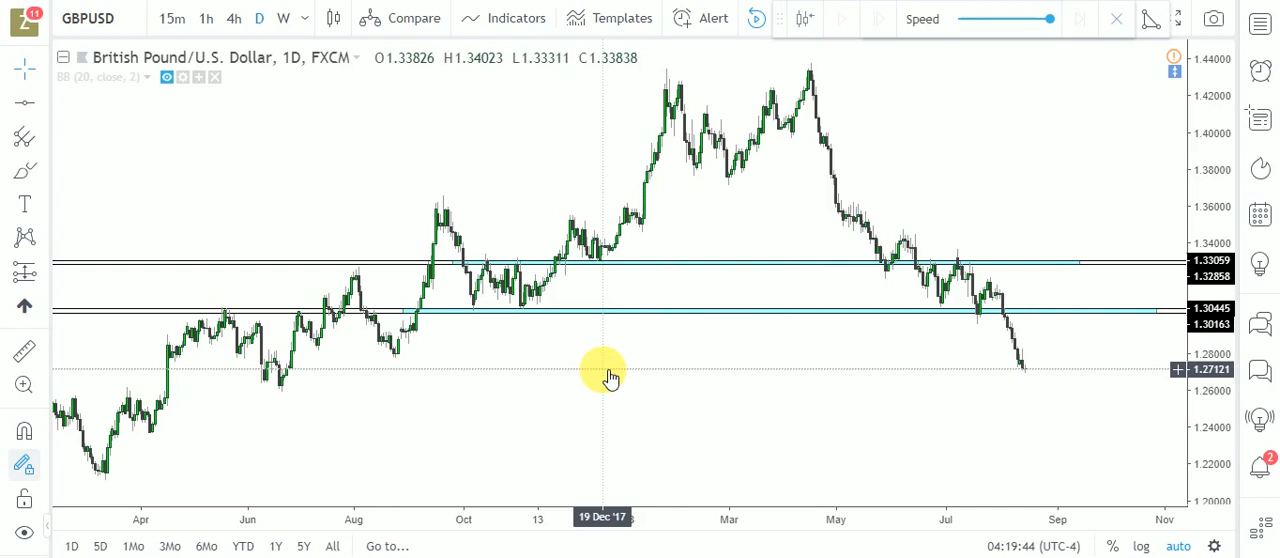 Z 11 GBPUSD 15m 1h 4h D W Compare Indicators Templates Alert Speed
British Pound/U.S. Dollar, 1D, FXCM O1.33826 H1.34023 L1.33311 C1.33838
BB (20, close, 2)
1.44000
1.42000
1.40000
1.38000
1.36000
1.34000
1.33059
1.32858
1.30445
1.30163
1.28000
1.27121
1.26000
1.24000
1.22000
1.20000
T
2
Apr Jun Aug Oct 13 19 Dec '17 Mar May Jul Sep Nov
1D 5D 1Mo 3Mo 6Mo YTD 1Y 5Y All Go to... 04:19:44 (UTC-4) % log auto